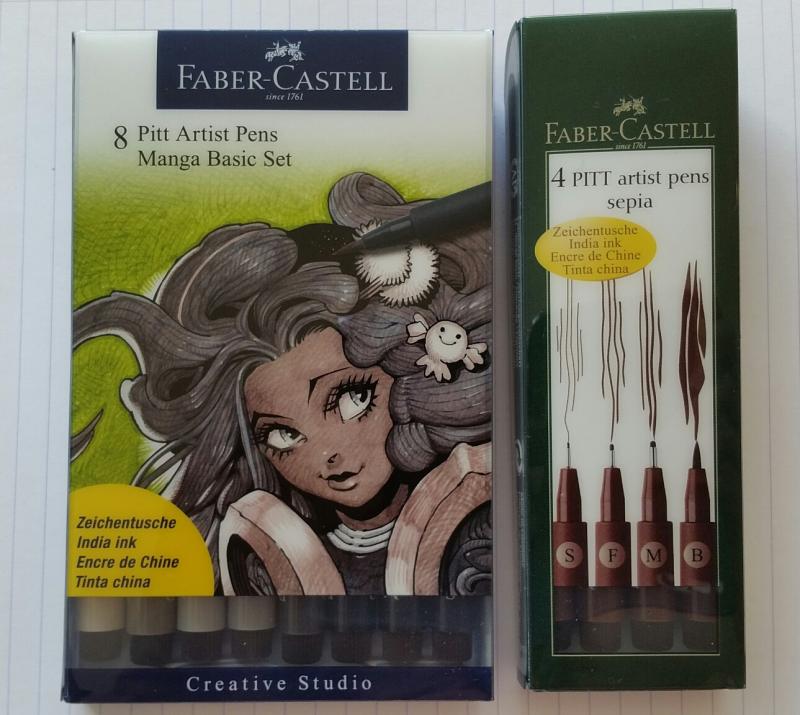 FABER-CASTELL
since 1761
8 Pitt Artist Pens
Manga Basic Set
Zeichentusche
India ink
Encre de Chine
Tinta china
Creative Studio
FABER-CASTELL
since 1761
4 PITT artist pens
sepia
Zeichentusche
India ink
Encre de Chine
Tinta china
S F M B